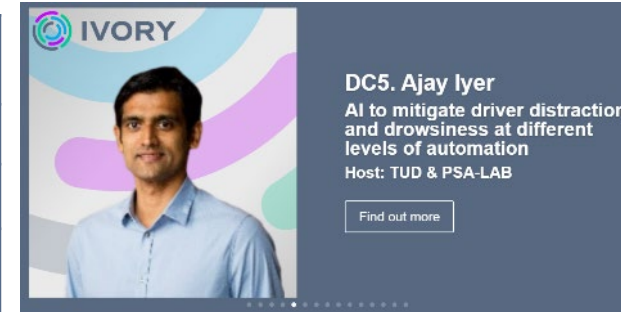 IVORY
DC5. Ajay Iyer
AI to mitigate driver distraction
and drowsiness at different
levels of automation
Host: TUD & PSA-LAB
Find out more